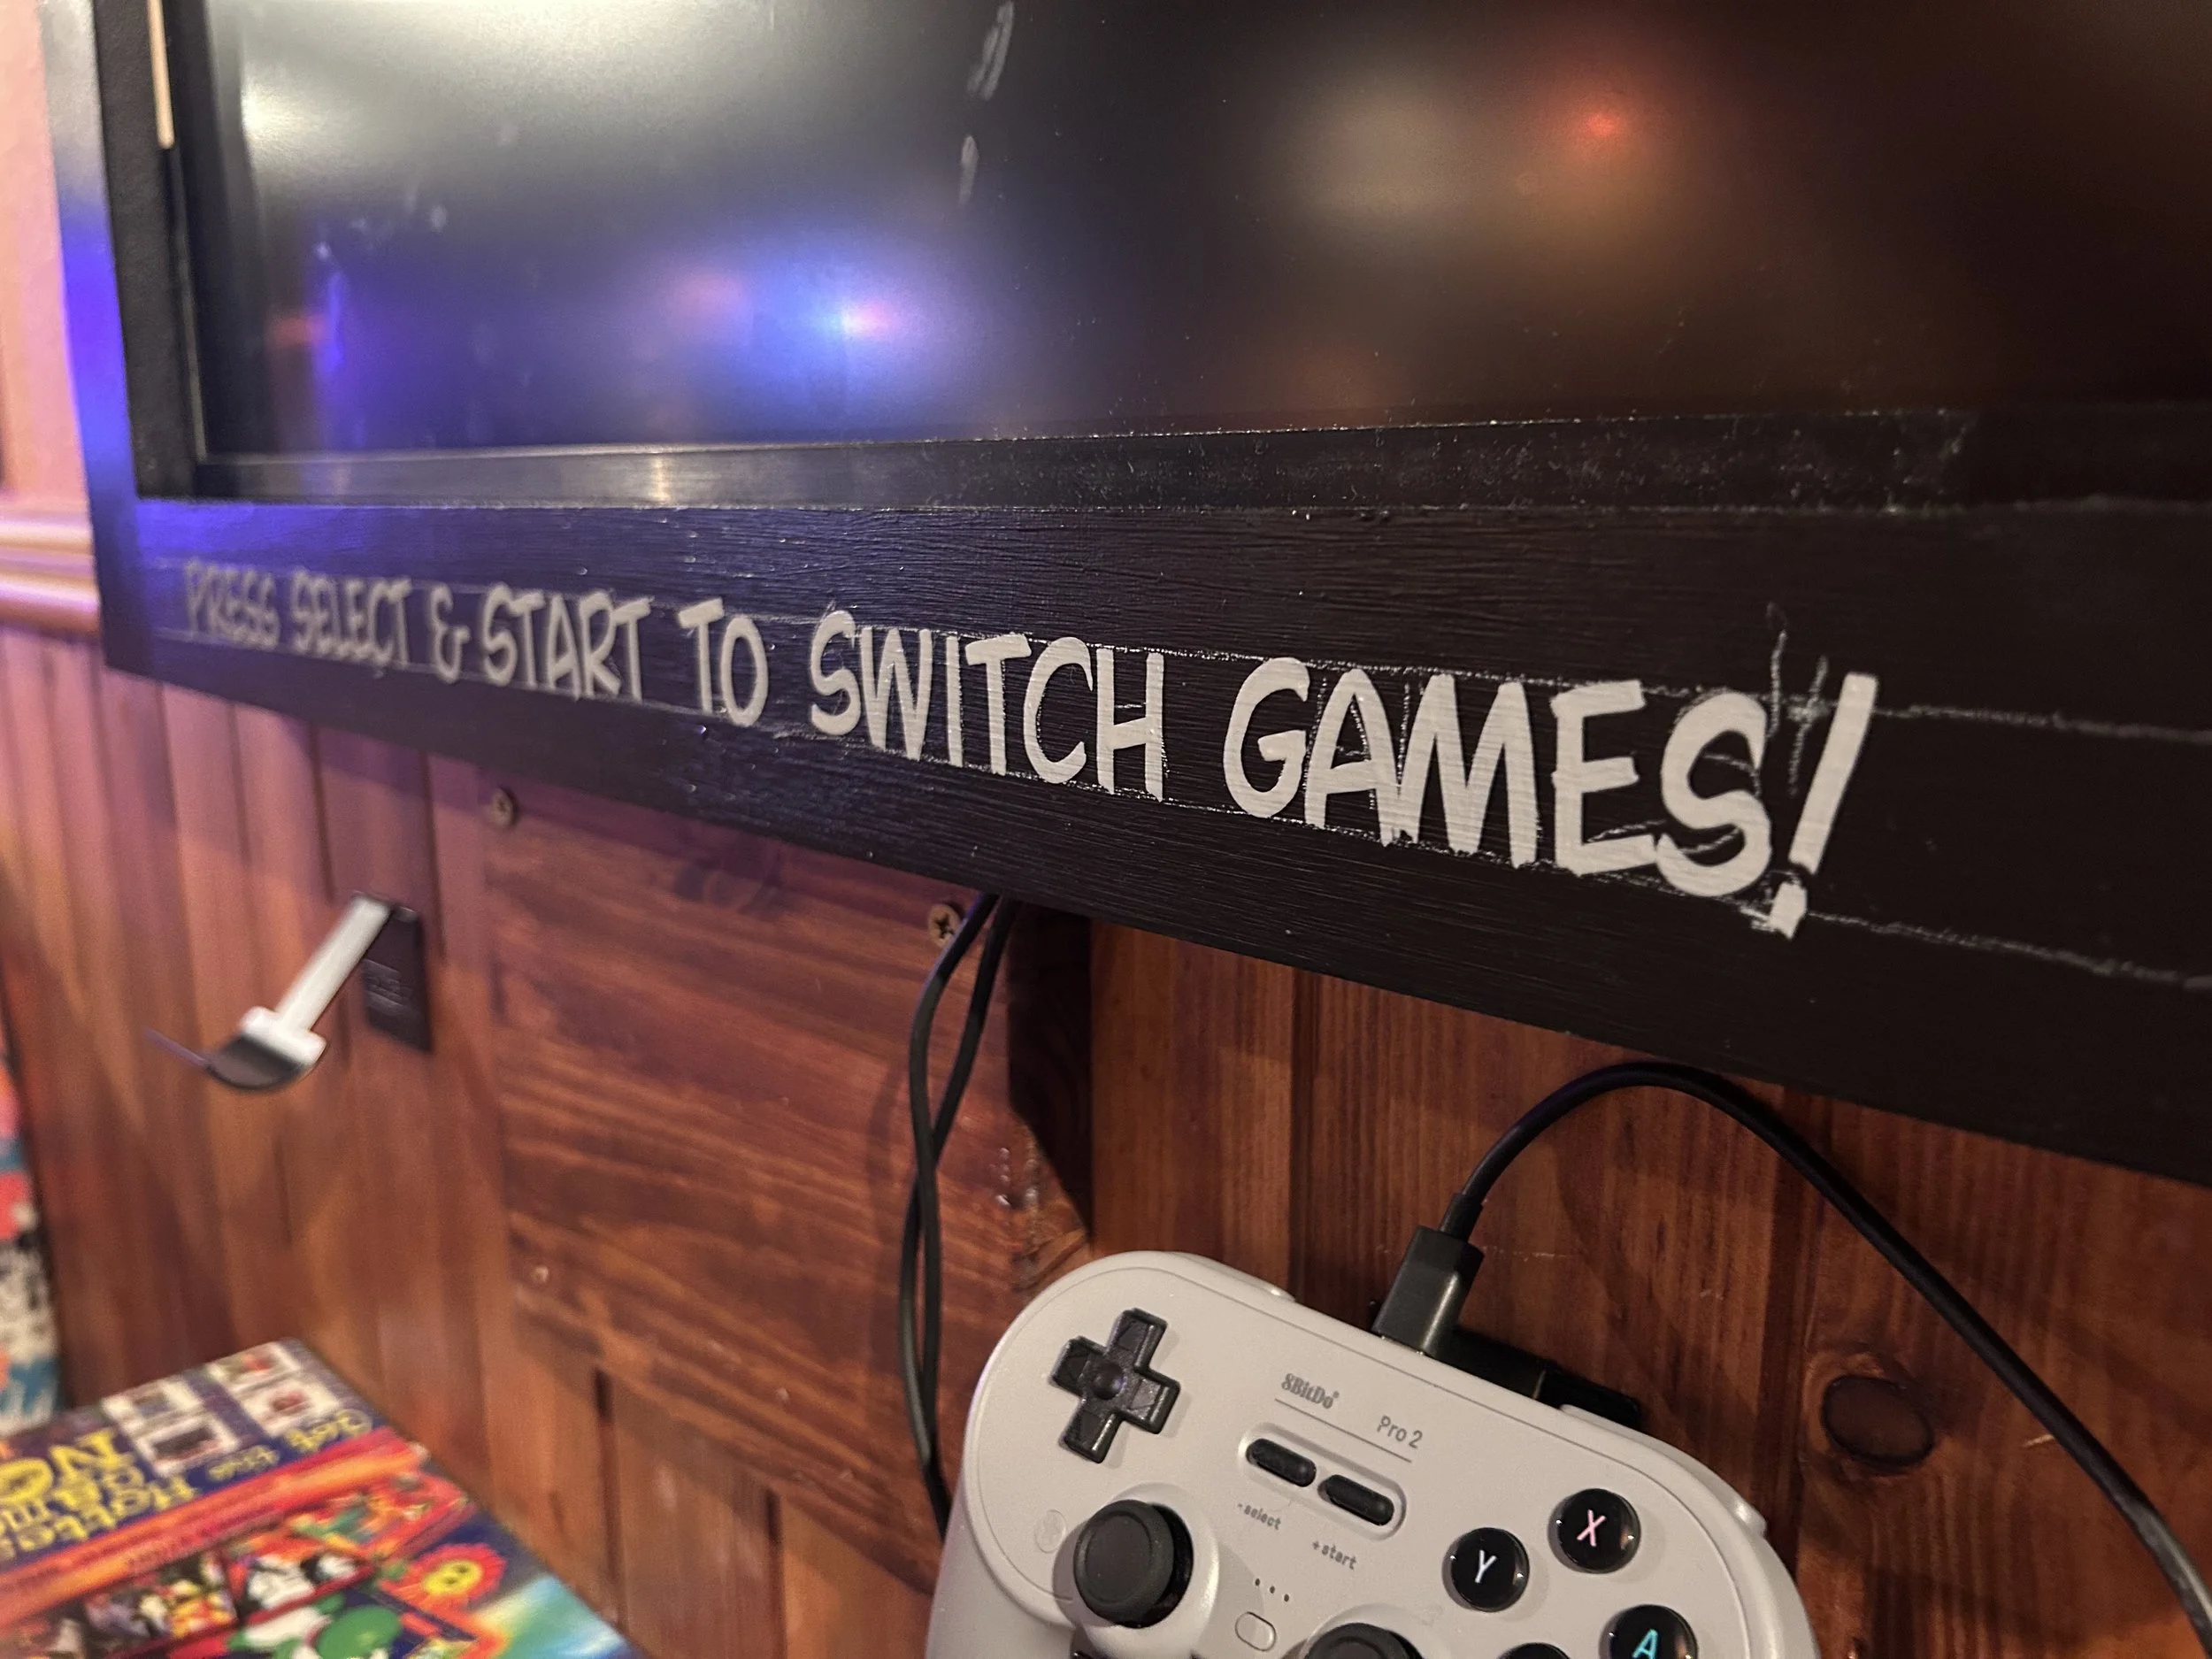 PRESS SELECT & START TO SWITCH GAMES!
8BitDo®
Pro 2
-select
+start
X
Y
A